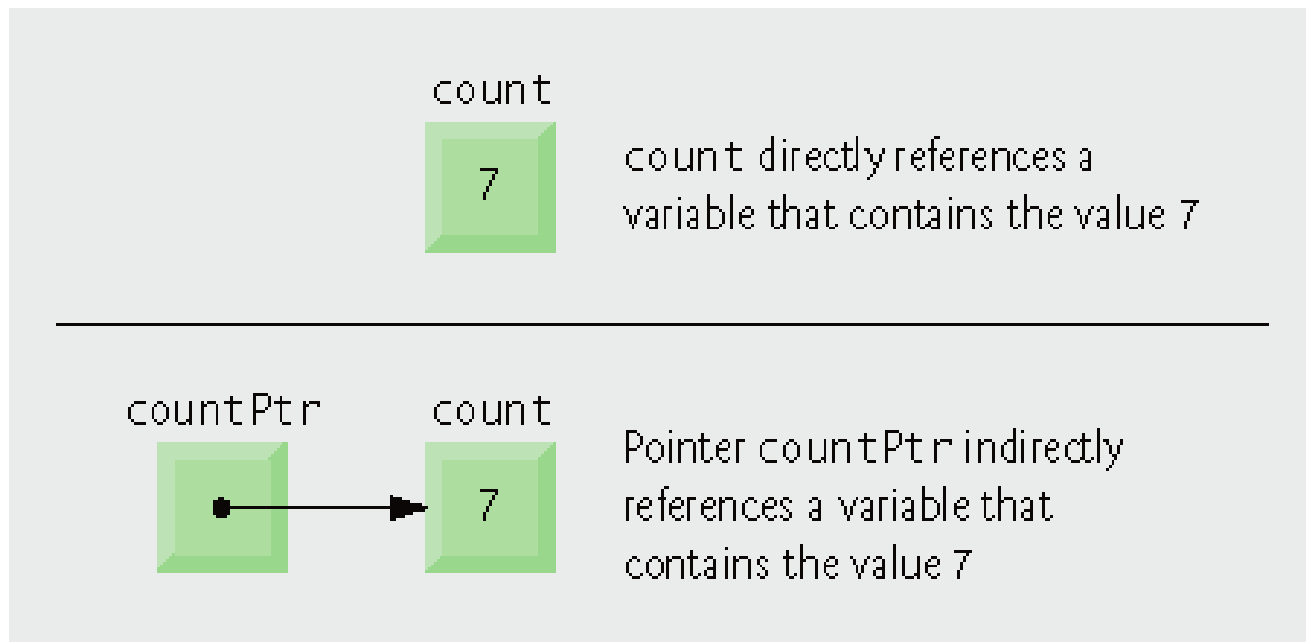 count
7
count directly references a
variable that contains the value 7
countPtr
count
7
Pointer countPtr indirectly
references a variable that
contains the value 7